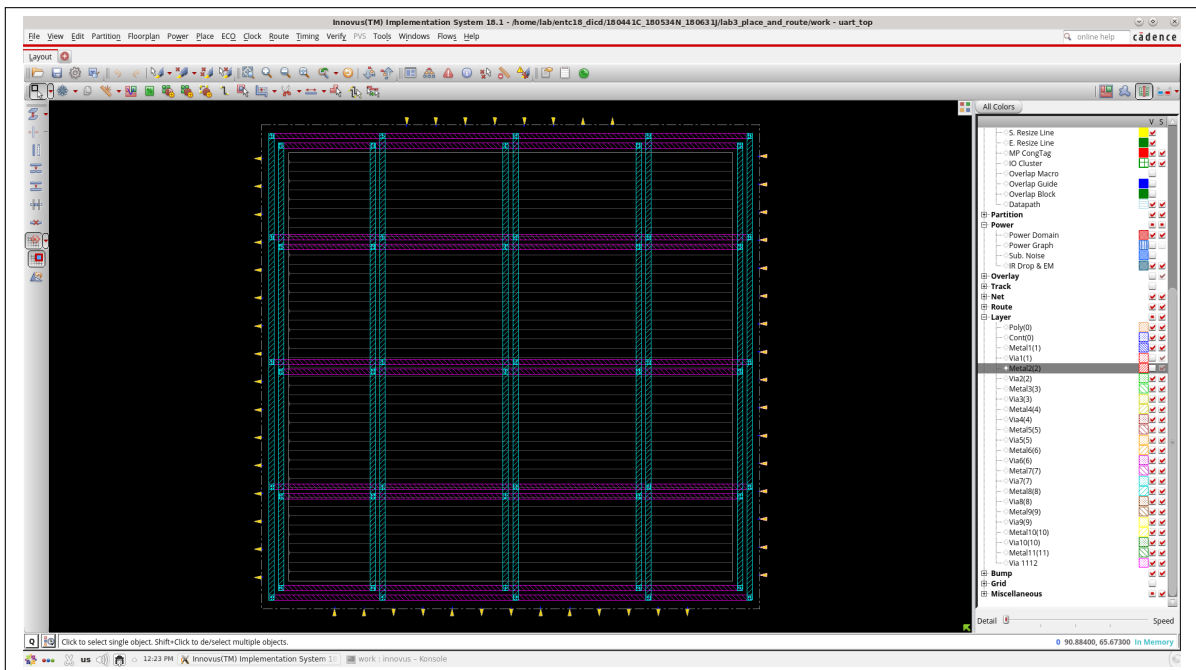 Innovus(TM) Implementation System 18.1 - /home/lab/entc18_dicd/180441C_180534N_180631J/lab3_place_and_route/work - uart_top
File View Edit Partition Floorplan Power Place ECO Clock Route Timing Verify PVS Tools Windows Flows Help
online help cādence
Layout
All Colors
V S
S. Resize Line
E. Resize Line
MP CongTag
IO Cluster
Overlap Macro
Overlap Guide
Overlap Block
Datapath
Partition
Power
Power Domain
Power Graph
Sub. Noise
IR Drop & EM
Overlay
Track
Net
Route
Layer
Poly(0)
Cont(0)
Metal1(1)
Via1(1)
Metal2(2)
Via2(2)
Metal3(3)
Via3(3)
Metal4(4)
Via4(4)
Metal5(5)
Via5(5)
Metal6(6)
Via6(6)
Metal7(7)
Via7(7)
Metal8(8)
Via8(8)
Metal9(9)
Via9(9)
Metal10(10)
Via10(10)
Metal11(11)
Via 1112
Bump
Grid
Miscellaneous
Detail Speed
Q Click to select single object. Shift+Click to de/select multiple objects. 0 90.88400, 65.67300 In Memory
us 12:23 PM Innovus(TM) Implementation System 18 work : innovus – Konsole